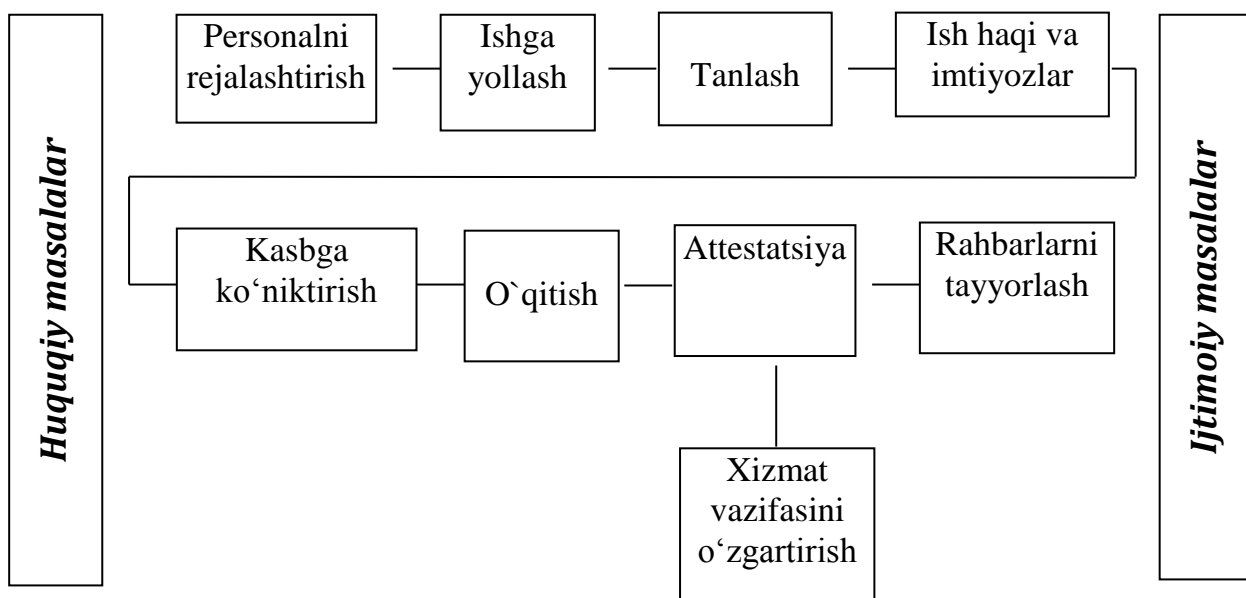 Huquqiy masalalar
Personalni
rejalashtirish
Ishga
yollash
Tanlash
Ish haqi va
imtiyozlar
Kasbga
ko‘niktirish
O`qitish
Attestatsiya
Rahbarlarni
tayyorlash
Xizmat
vazifasini
o‘zgartirish
Ijtimoiy masalalar